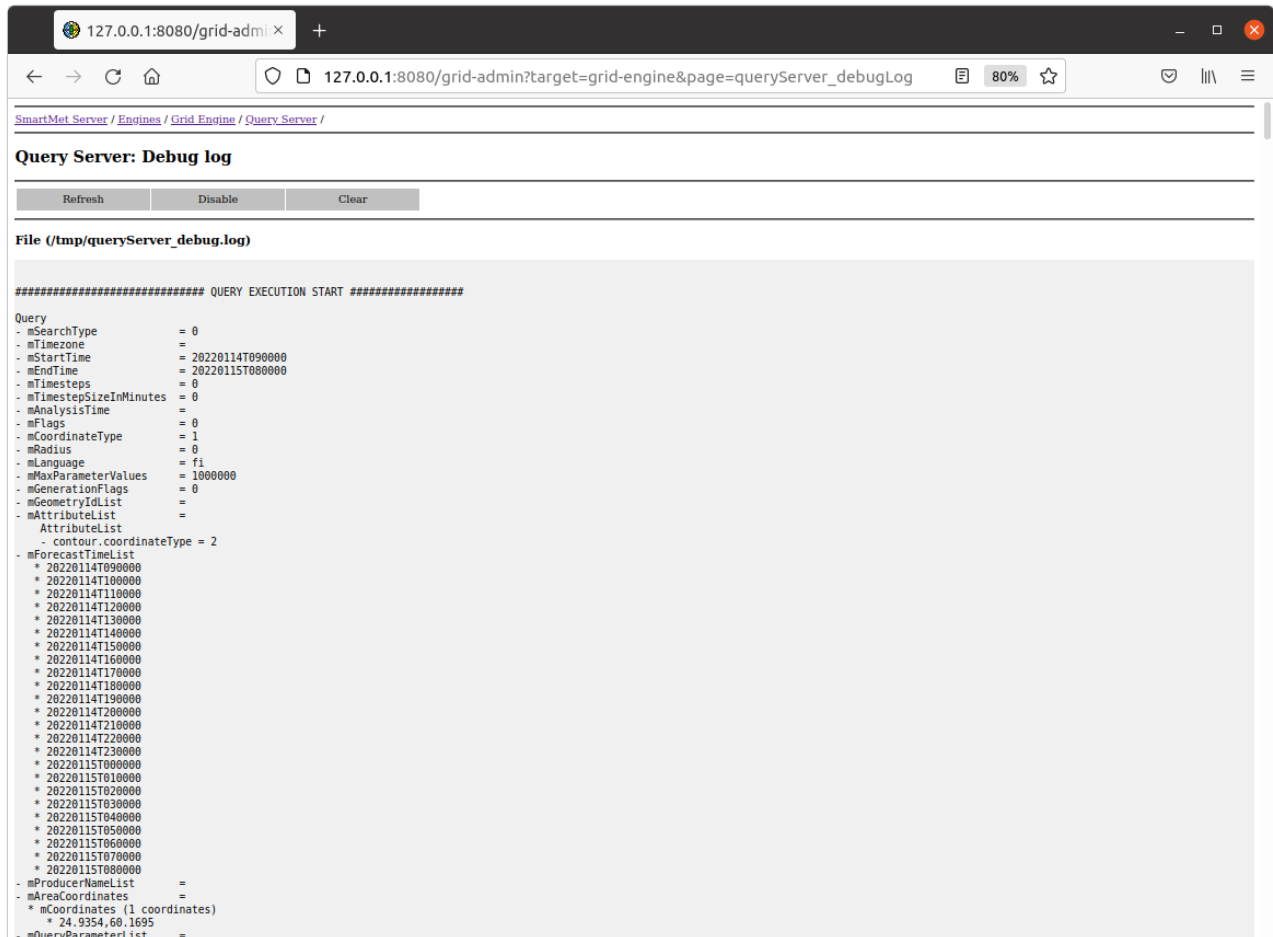 127.0.0.1:8080/grid-admi
127.0.0.1:8080/grid-admin?target=grid-engine&page=queryServer_debugLog 80%
SmartMet Server / Engines / Grid Engine / Query Server /
Query Server: Debug log
Refresh Disable Clear
File (/tmp/queryServer_debug.log)
############################## QUERY EXECUTION START ##################
Query
- mSearchType = 0
- mTimezone =
- mStartTime = 20220114T090000
- mEndTime = 20220115T080000
- mTimesteps = 0
- mTimestepSizeInMinutes = 0
- mAnalysisTime =
- mFlags = 0
- mCoordinateType = 1
- mRadius = 0
- mLanguage = fi
- mMaxParameterValues = 1000000
- mGenerationFlags = 0
- mGeometryIdList =
- mAttributeList =
AttributeList
- contour.coordinateType = 2
- mForecastTimeList
* 20220114T090000
* 20220114T100000
* 20220114T110000
* 20220114T120000
* 20220114T130000
* 20220114T140000
* 20220114T150000
* 20220114T160000
* 20220114T170000
* 20220114T180000
* 20220114T190000
* 20220114T200000
* 20220114T210000
* 20220114T220000
* 20220114T230000
* 20220115T000000
* 20220115T010000
* 20220115T020000
* 20220115T030000
* 20220115T040000
* 20220115T050000
* 20220115T060000
* 20220115T070000
* 20220115T080000
- mProducerNameList =
- mAreaCoordinates =
* mCoordinates (1 coordinates)
* 24.9354,60.1695
- mQueryParameterList =